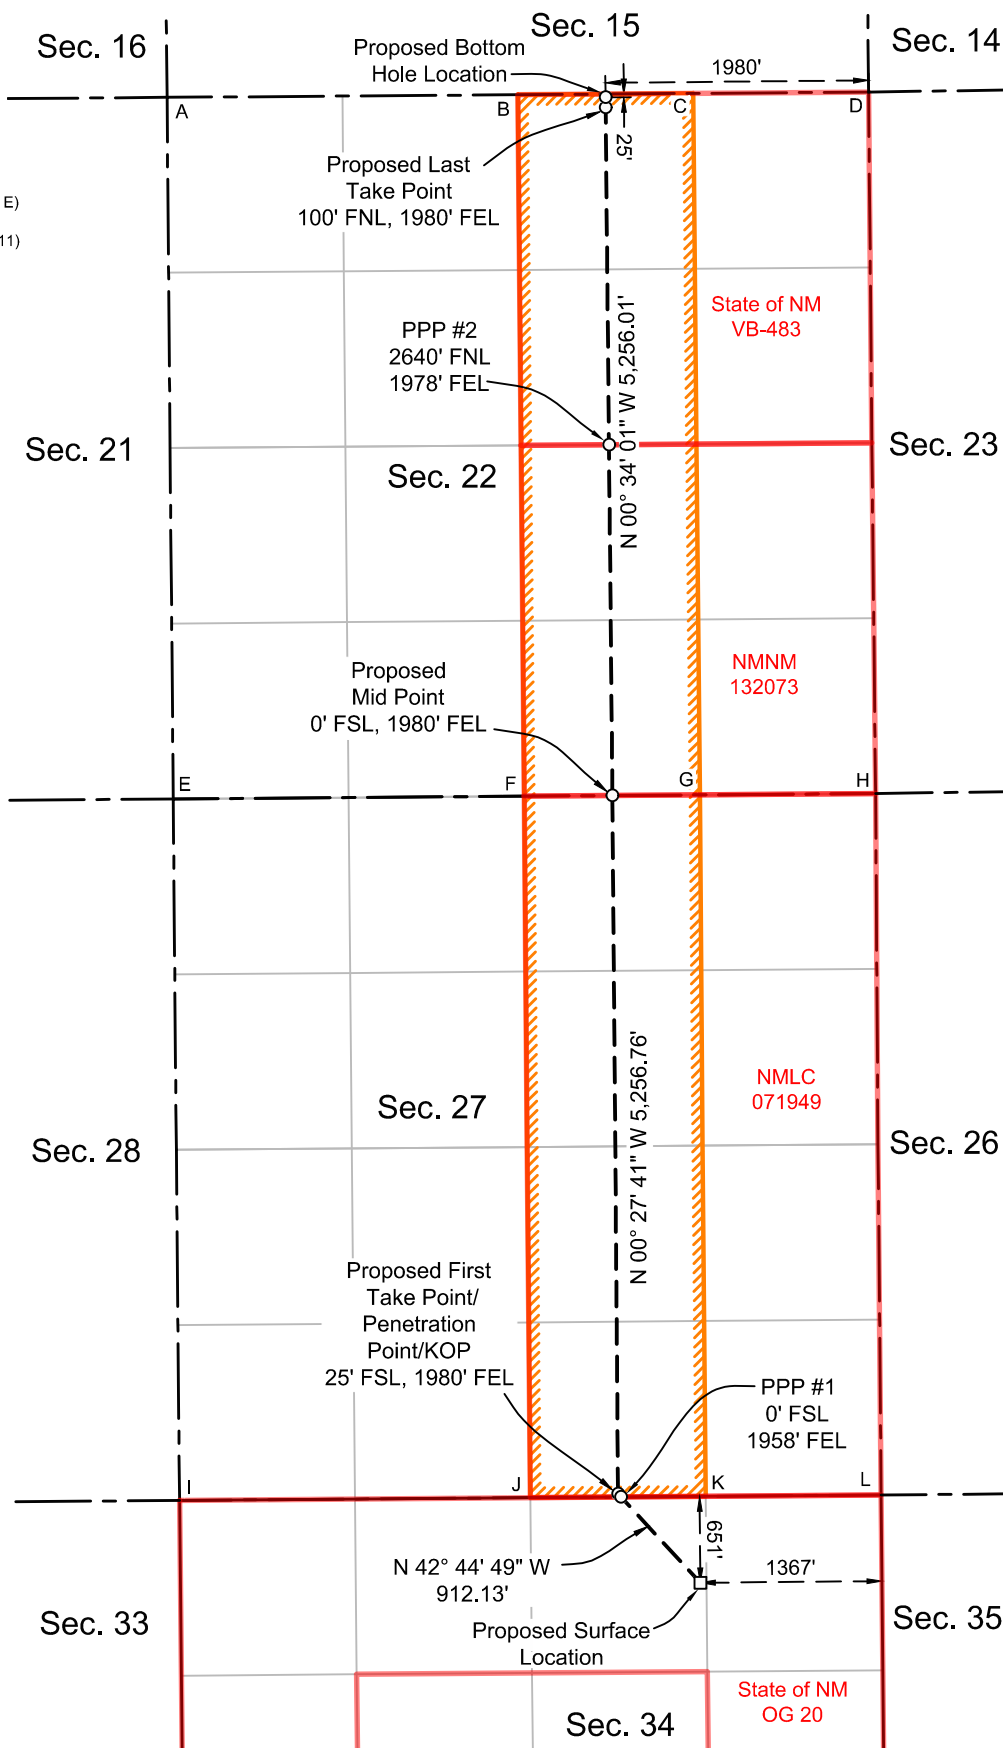 Sec. 16
Sec. 15
Sec. 14
Proposed Bottom
Hole Location
1980'
A
B
C
D
25'
Proposed Last
Take Point
100' FNL, 1980' FEL
E)
11)
State of NM
VB-483
PPP #2
2640' FNL
1978' FEL
N 00° 34' 01" W 5,256.01'
Sec. 21
Sec. 22
Sec. 23
Proposed
Mid Point
0' FSL, 1980' FEL
NMNM
132073
E
F
G
H
N 00° 27' 41" W 5,256.76'
NMLC
071949
Sec. 27
Sec. 28
Sec. 26
Proposed First
Take Point/
Penetration
Point/KOP
25' FSL, 1980' FEL
PPP #1
0' FSL
1958' FEL
I
J
K
L
651'
N 42° 44' 49" W
912.13'
1367'
Proposed Surface
Location
Sec. 33
Sec. 35
State of NM
OG 20
Sec. 34